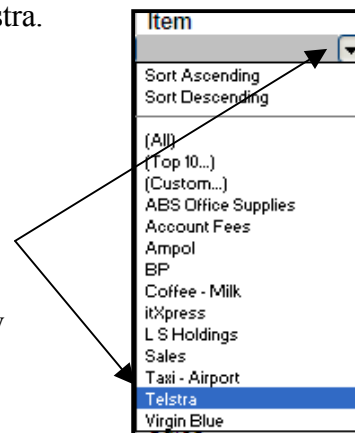 stra.
Item
Sort Ascending
Sort Descending
(All)
(Top 10...)
(Custom...)
ABS Office Supplies
Account Fees
Ampol
BP
Coffee - Milk
itXpress
L S Holdings
Sales
Taxi - Airport
Telstra
Virgin Blue